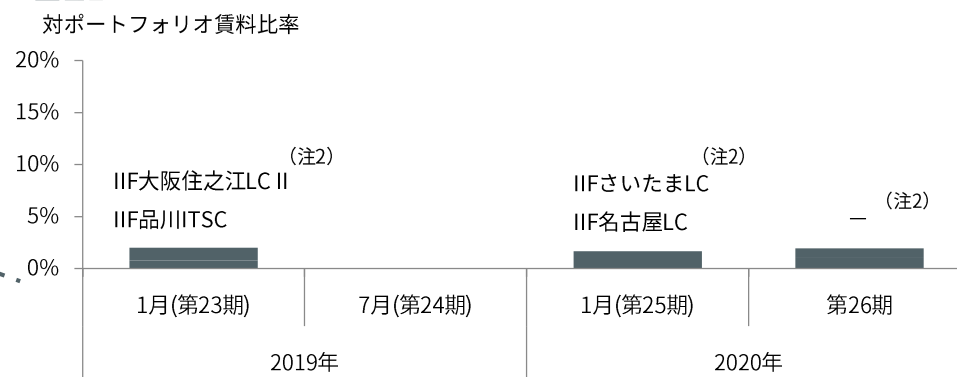 対ポートフォリオ賃料比率
20%
15%
10%
5%
0%
(注2)
IIF大阪住之江LCⅡ
IIF品川ITSC
(注2)
IIFさいたまLC
IIF名古屋LC
(注2)
―
1月(第23期)
7月(第24期)
1月(第25期)
第26期
2019年
2020年